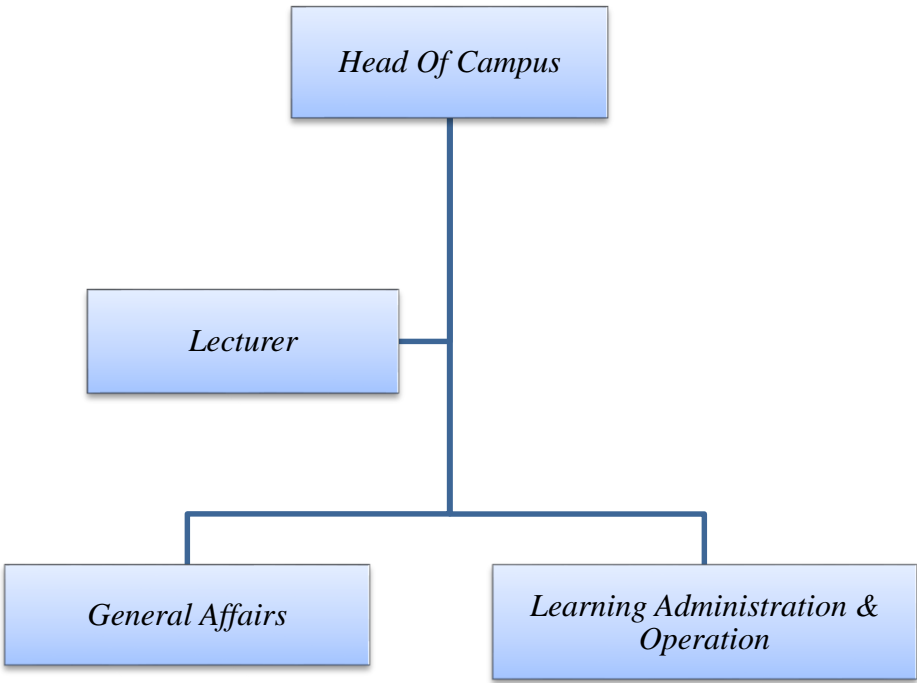 Head Of Campus
Lecturer
General Affairs
Learning Administration &
Operation